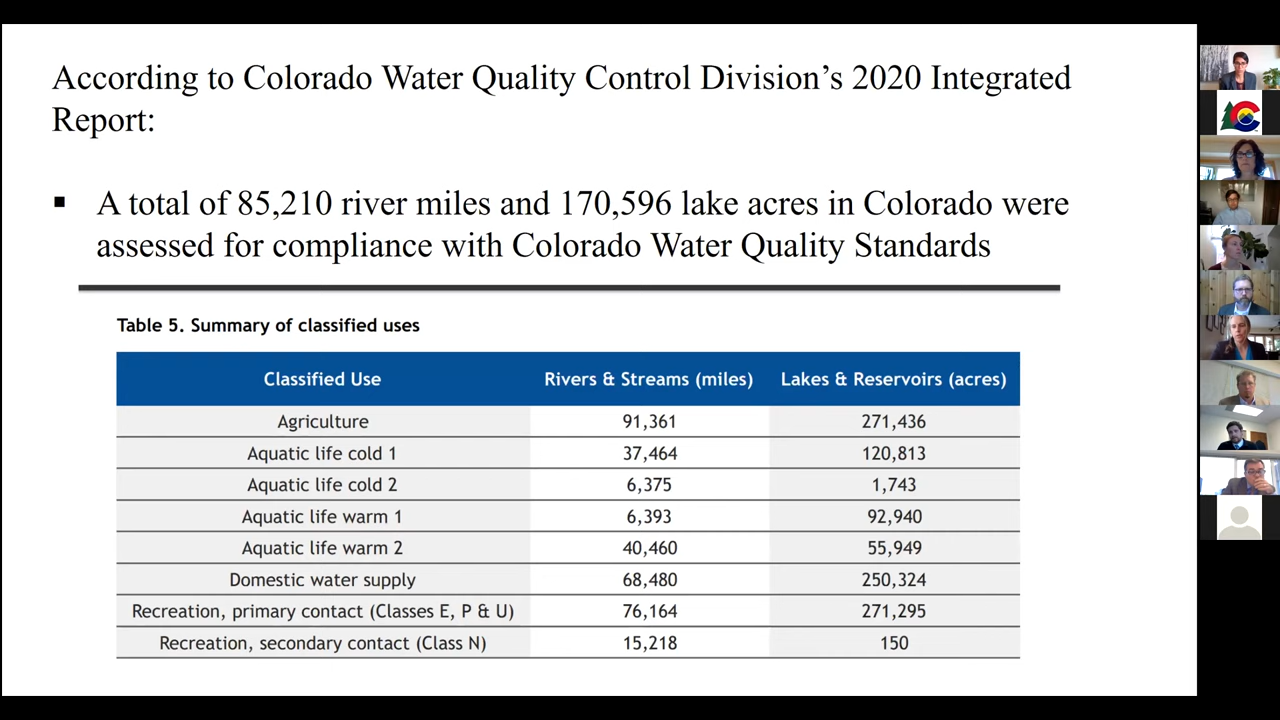 According to Colorado Water Quality Control Division’s 2020 Integrated
Report:
▪ A total of 85,210 river miles and 170,596 lake acres in Colorado were
assessed for compliance with Colorado Water Quality Standards
Table 5. Summary of classified uses
Classified Use Rivers & Streams (miles) Lakes & Reservoirs (acres)
Agriculture 91,361 271,436
Aquatic life cold 1 37,464 120,813
Aquatic life cold 2 6,375 1,743
Aquatic life warm 1 6,393 92,940
Aquatic life warm 2 40,460 55,949
Domestic water supply 68,480 250,324
Recreation, primary contact (Classes E, P & U) 76,164 271,295
Recreation, secondary contact (Class N) 15,218 150